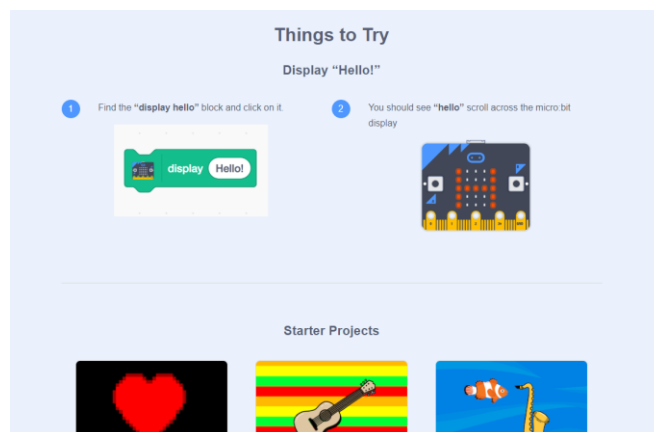 Things to Try
Display “Hello!”
1
Find the “display hello” block and click on it.
display Hello!
2
You should see “hello” scroll across the micro:bit
display
Starter Projects